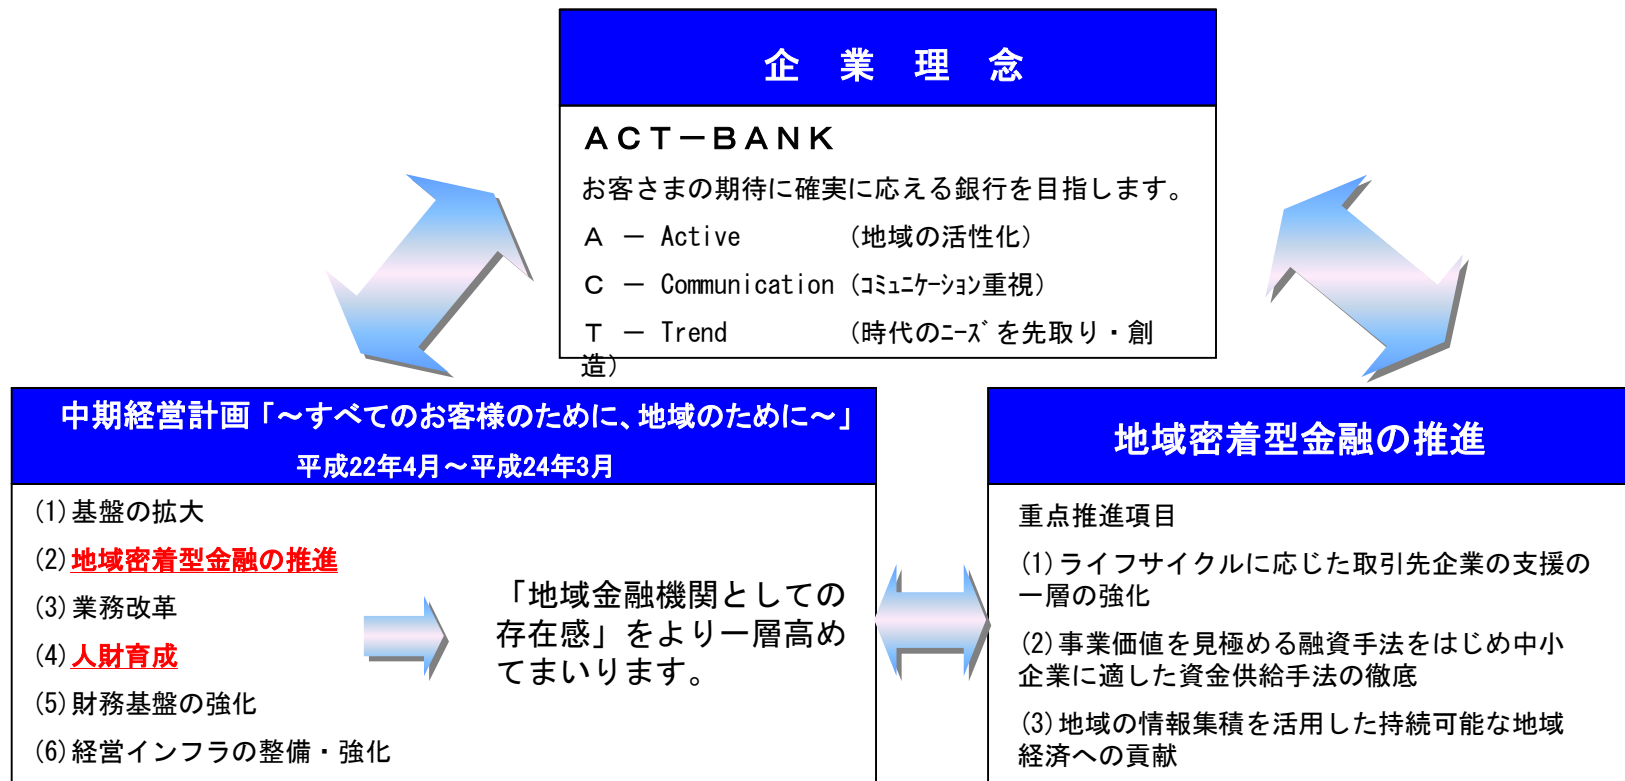 企　業　理　念
ＡＣＴ－ＢＡＮＫ
お客さまの期待に確実に応える銀行を目指します。
Ａ － Active （地域の活性化）
Ｃ － Communication （ｺﾐｭﾆｹｰｼｮﾝ重視）
Ｔ － Trend （時代のﾆｰｽﾞを先取り・創
造）
中期経営計画「～すべてのお客様のために、地域のために～」
平成22年4月～平成24年3月
(1)基盤の拡大
(2)地域密着型金融の推進
(3)業務改革
(4)人財育成
(5)財務基盤の強化
(6)経営インフラの整備・強化
「地域金融機関としての
存在感」をより一層高め
てまいります。
地域密着型金融の推進
重点推進項目
(1)ライフサイクルに応じた取引先企業の支援の
一層の強化
(2)事業価値を見極める融資手法をはじめ中小
企業に適した資金供給手法の徹底
(3)地域の情報集積を活用した持続可能な地域
経済への貢献